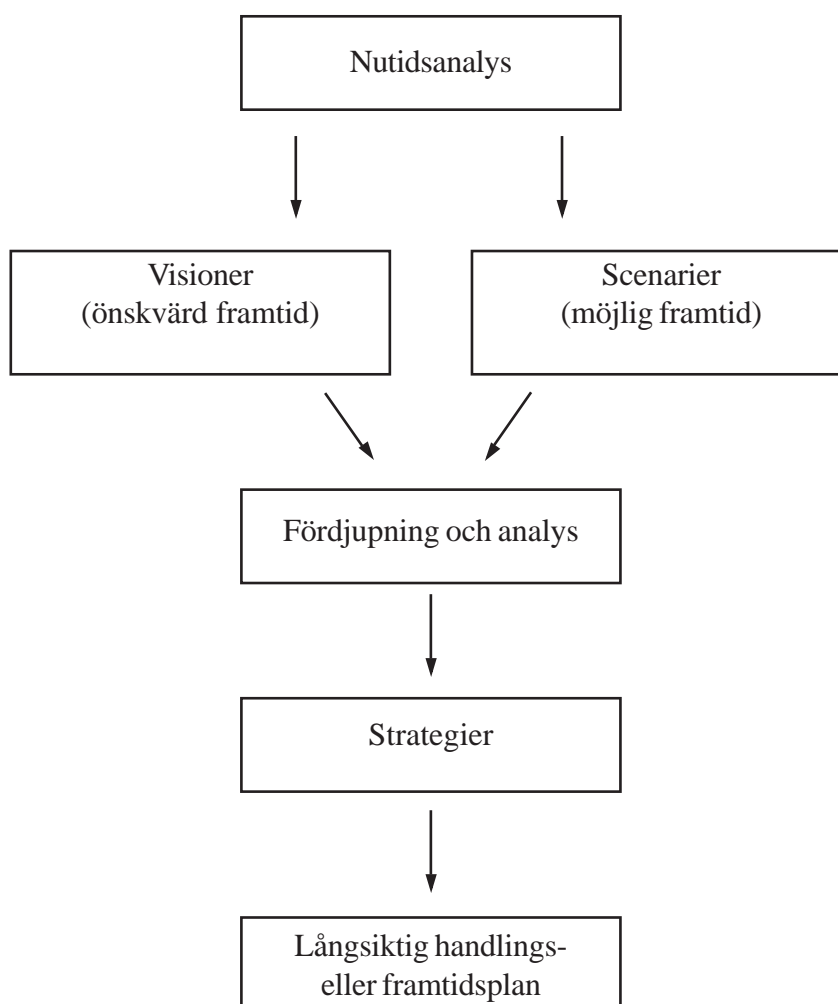 Nutidsanalys
Visioner
(önskvärd framtid)
Scenarier
(möjlig framtid)
Fördjupning och analys
Strategier
Långsiktig handlings-
eller framtidsplan